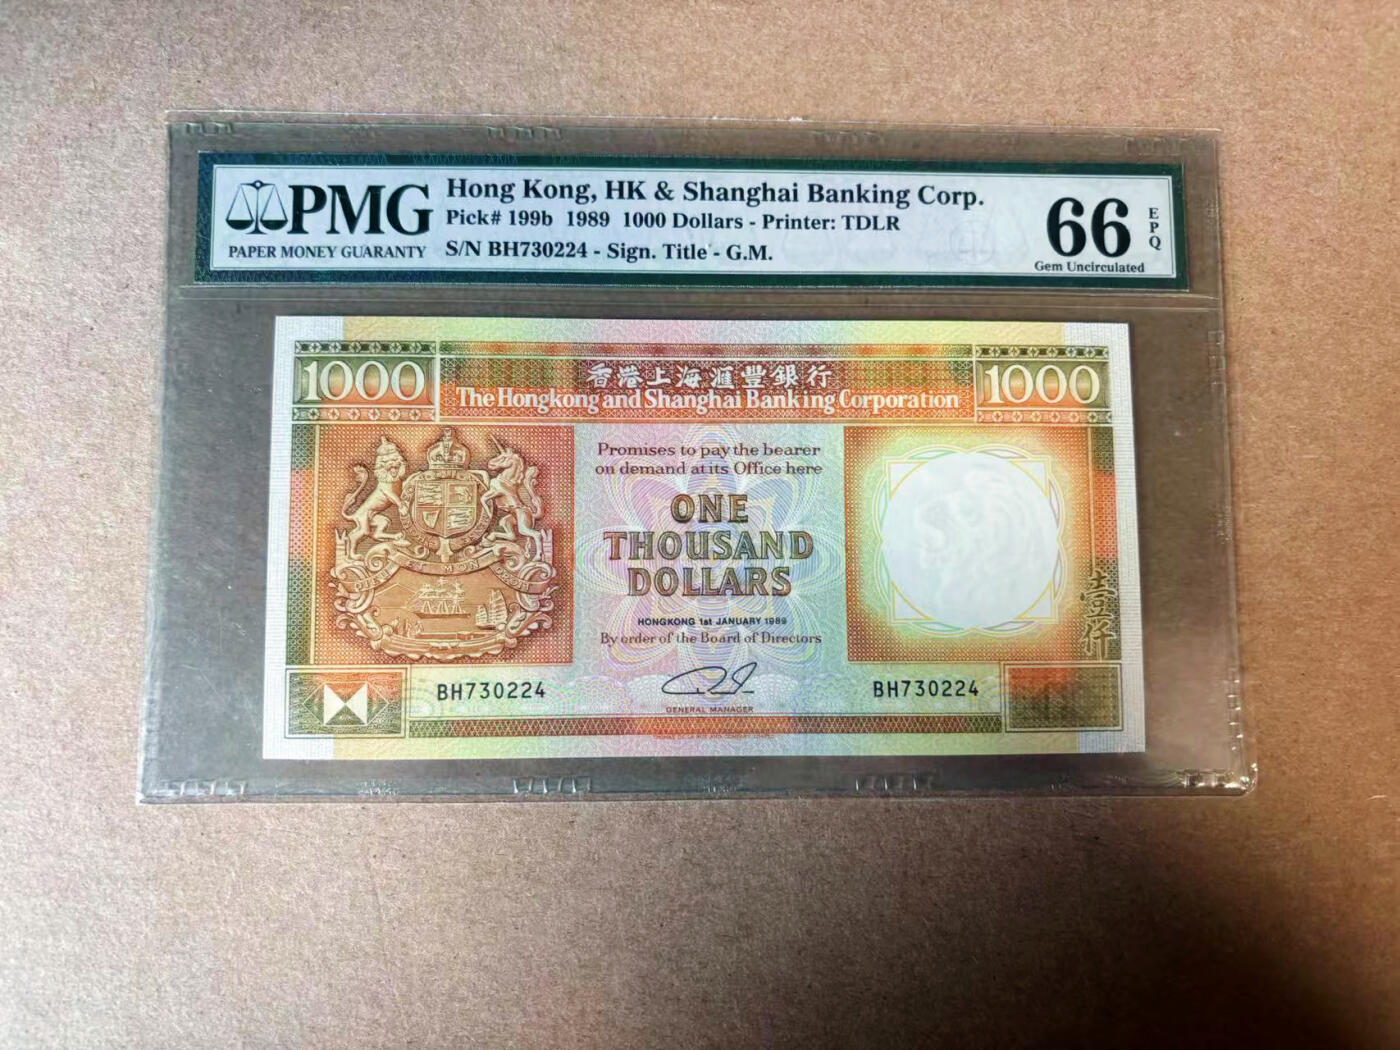 PMG
PAPER MONEY GUARANTY
Hong Kong, HK & Shanghai Banking Corp.
Pick# 199b 1989 1000 Dollars - Printer: TDLR
S/N BH730224 - Sign. Title - G.M.
66
EPQ
Gem Uncirculated
1000
香港上海滙豐銀行
1000
The Hongkong and Shanghai Banking Corporation
Promises to pay the bearer
on demand at its Office here
ONE
THOUSAND
DOLLARS
壹仟
HONGKONG 1st JANUARY 1989
By order of the Board of Directors
BH730224
BH730224
GENERAL MANAGER